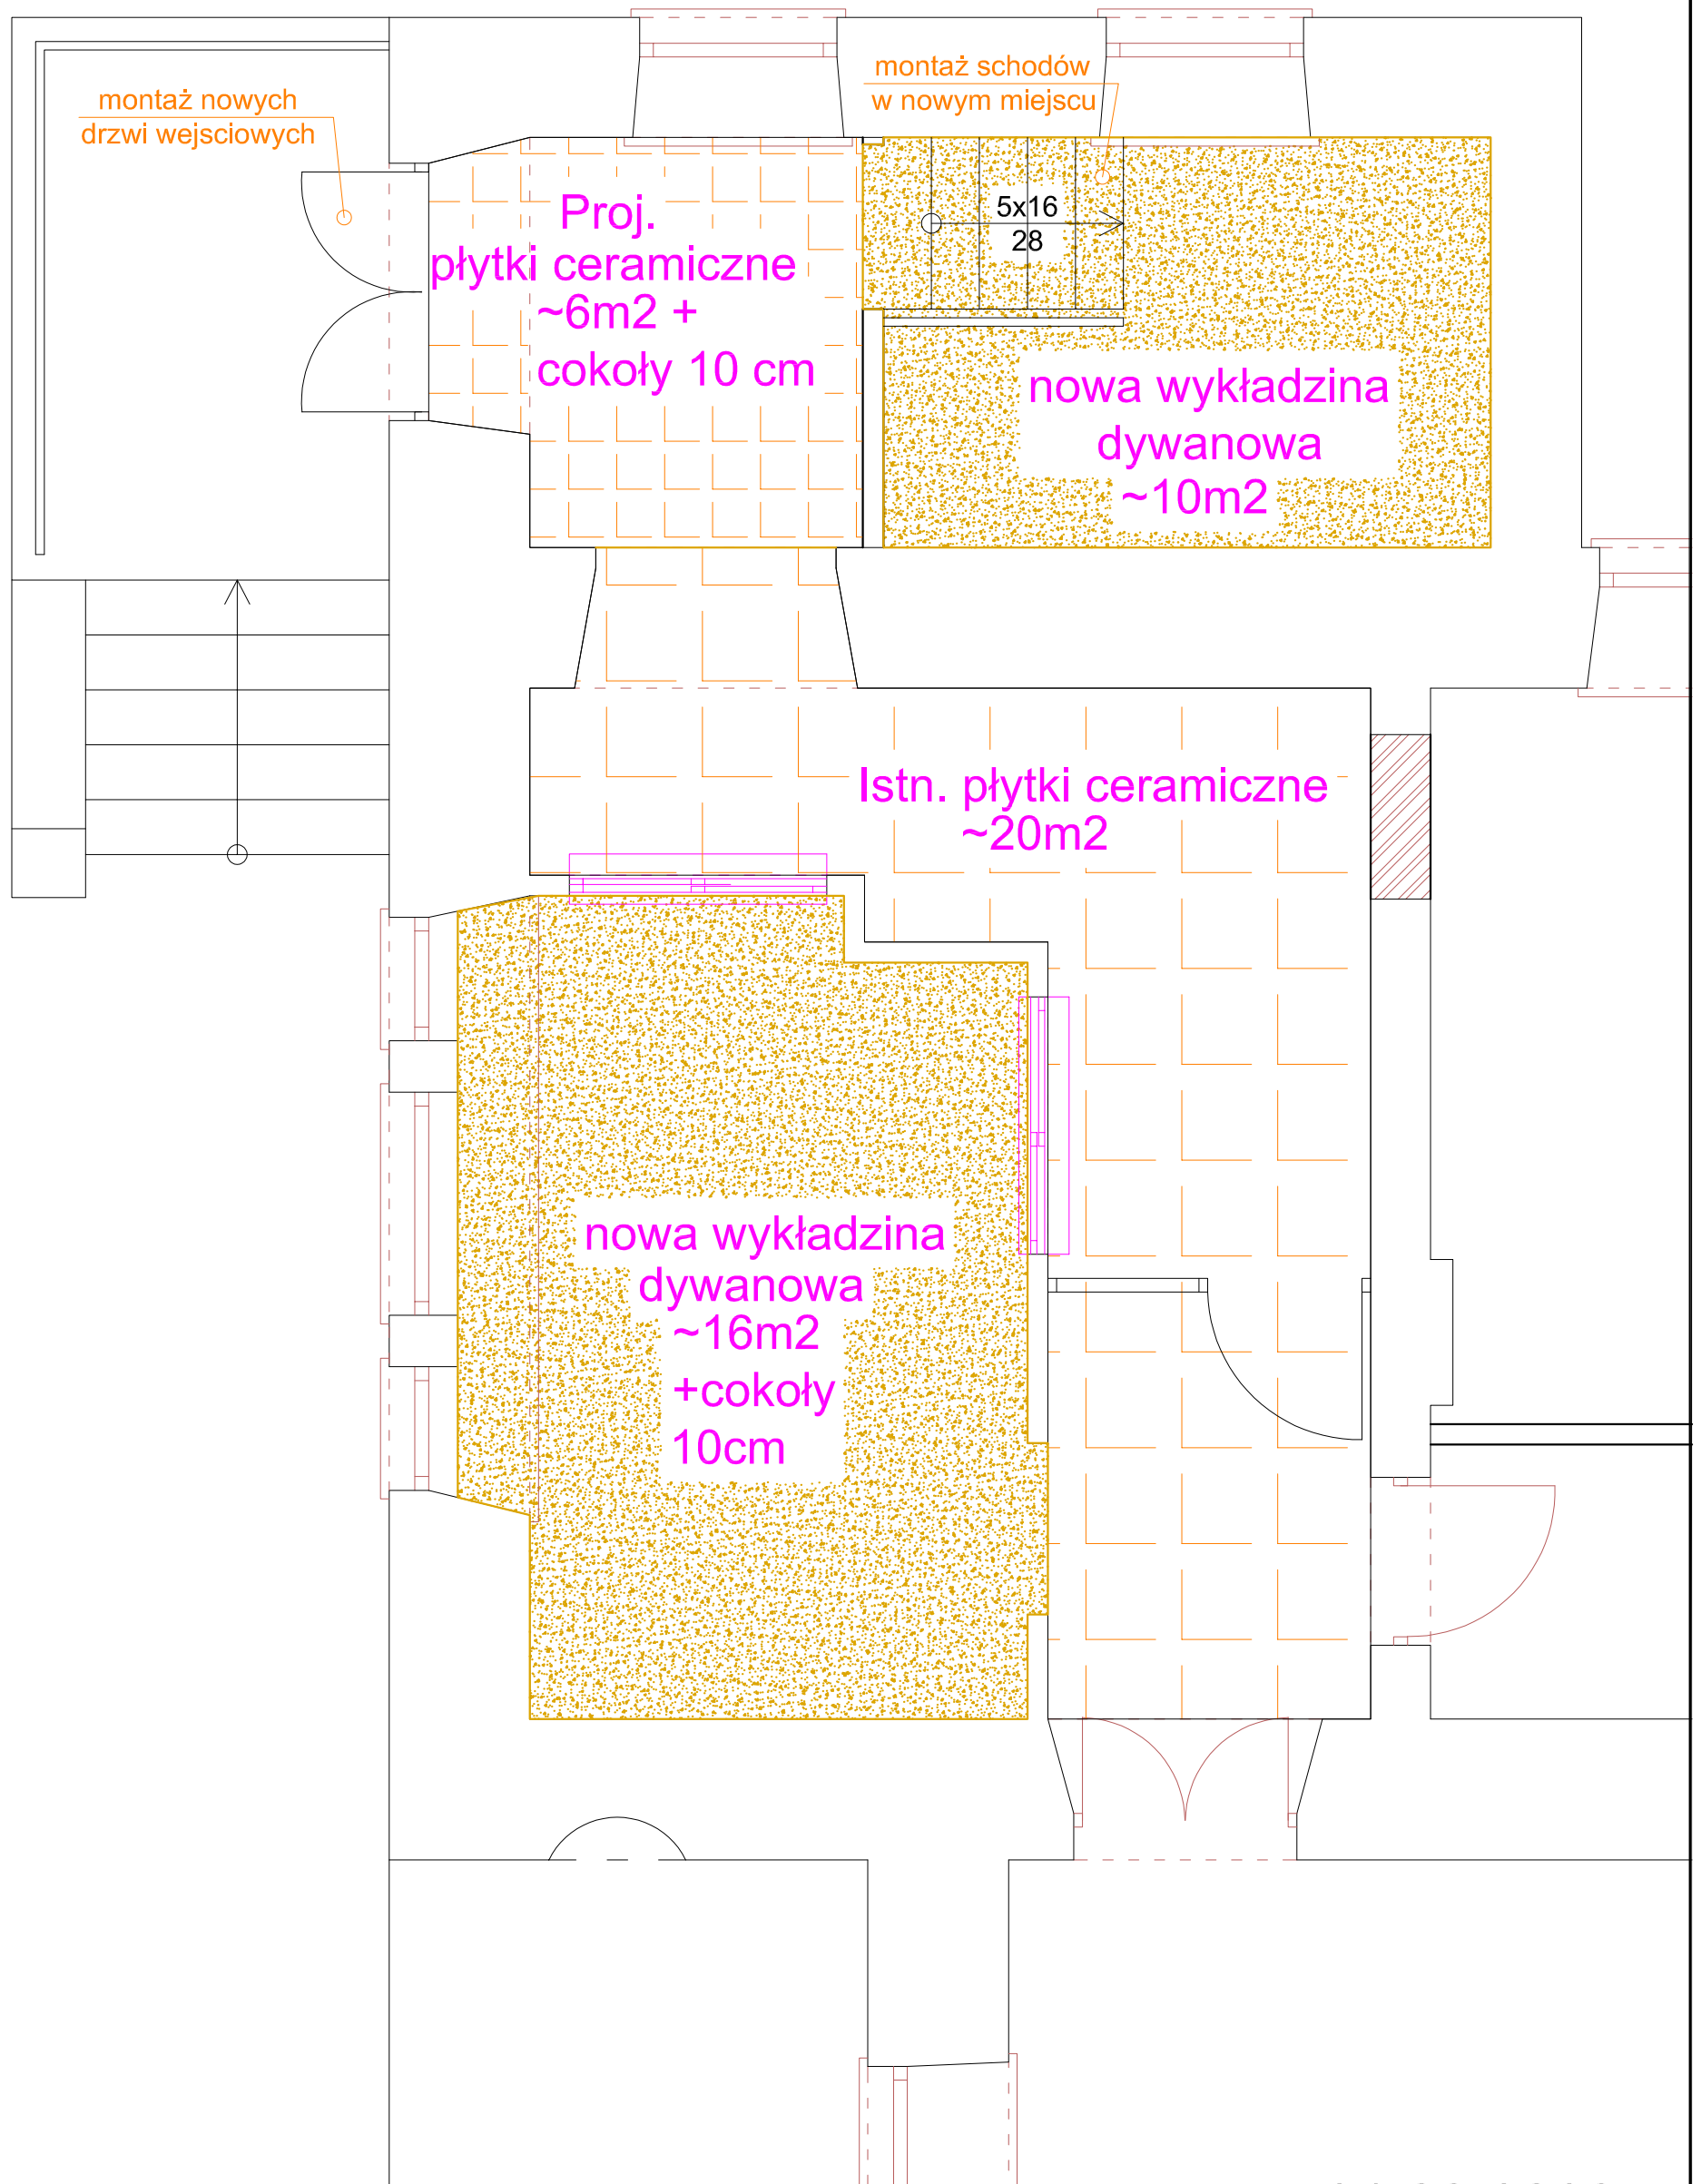 montaż nowych
drzwi wejsciowych
montaż schodów
w nowym miejscu
Proj.
płytki ceramiczne
~6m2 +
cokoły 10 cm
5x16
28
nowa wykładzina
dywanowa
~10m2
Istn. płytki ceramiczne
~20m2
nowa wykładzina
dywanowa
~16m2
+cokoły
10cm